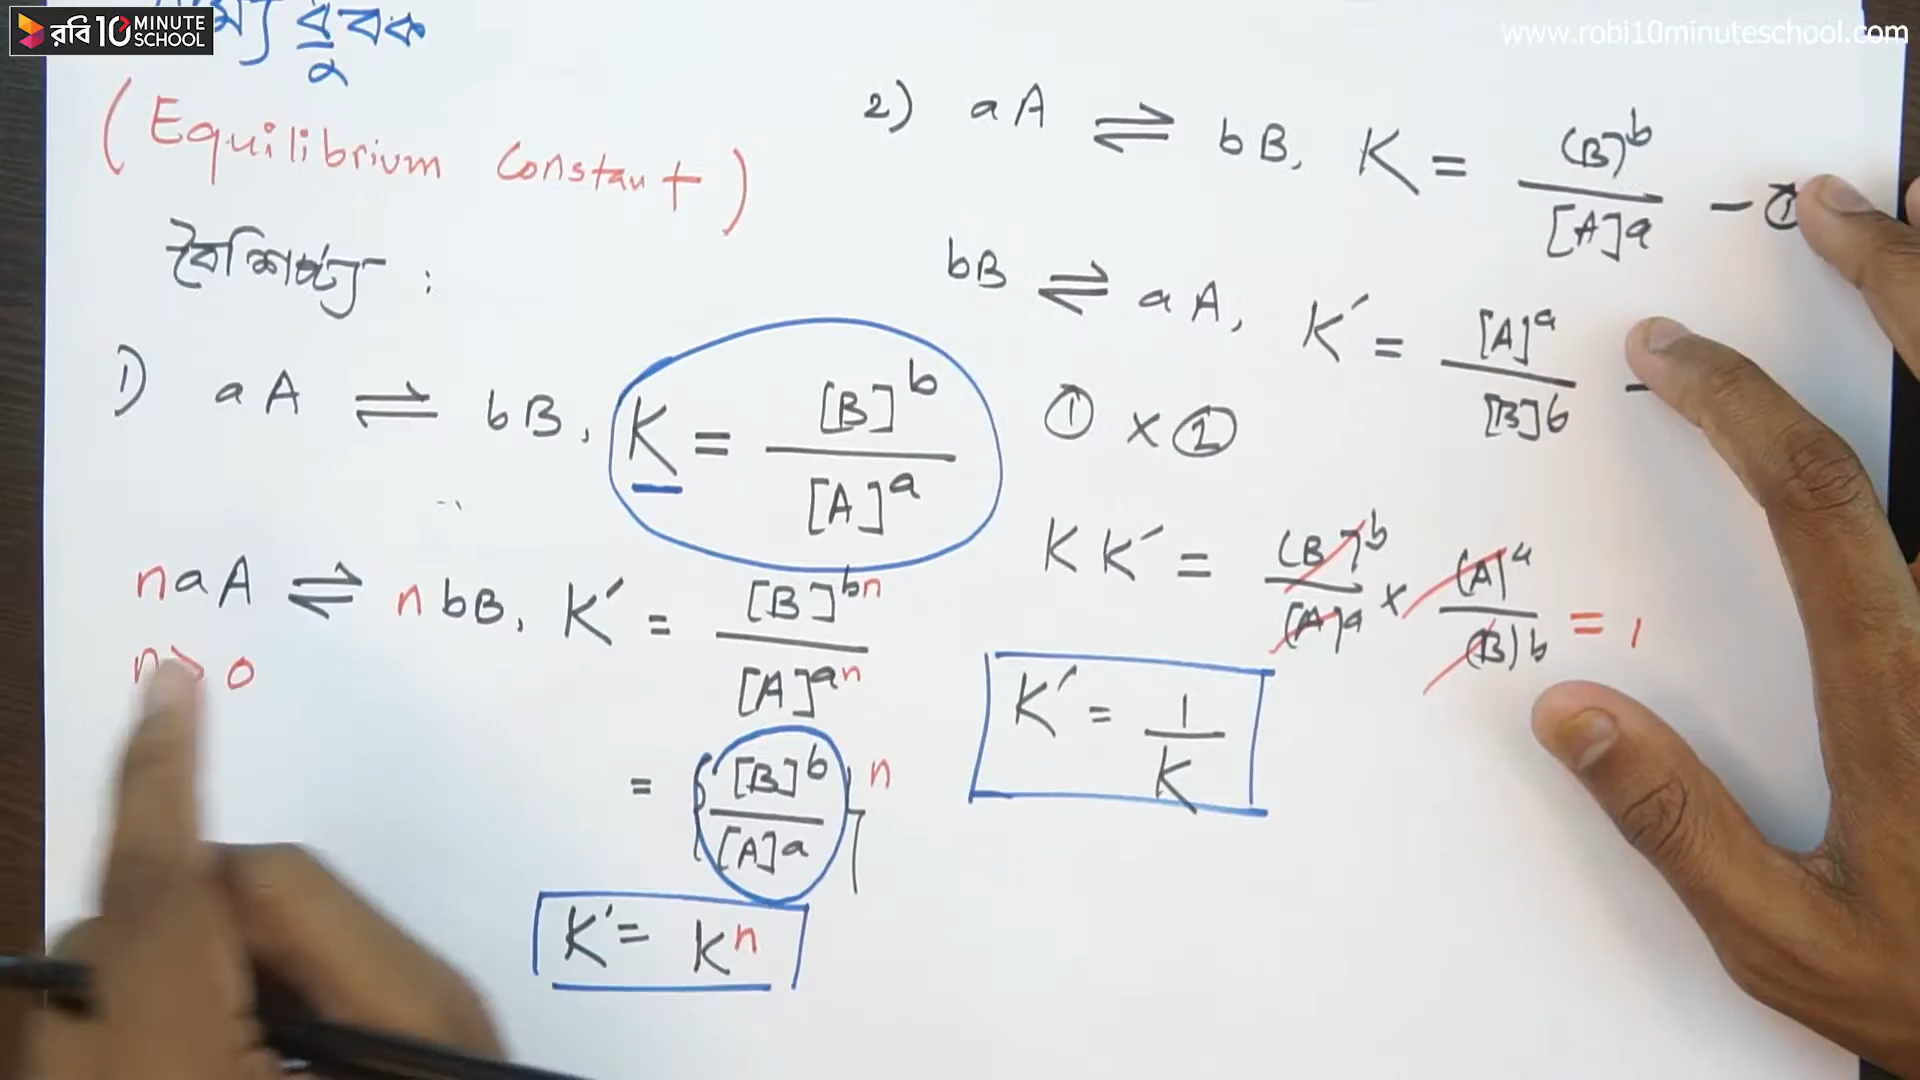 রবি 10 MINUTE SCHOOL
www.robi10minuteschool.com
ধ্রুবক
(Equilibrium Constant)
বৈশিষ্ট্য :
1) aA ⇌ bB, K = [B]^b / [A]^a
naA ⇌ nbB, K′ = [B]^bn / [A]^an
n > 0
= {[B]^b / [A]^a}^n
K′ = K^n
2) aA ⇌ bB, K = (B]^b / [A]^a - ①
bB ⇌ aA, K′ = [A]^a / [B]^b -
① × ②
K K′ = (B]^b / [A]^a × (A]^a / (B)^b = 1
K′ = 1 / K